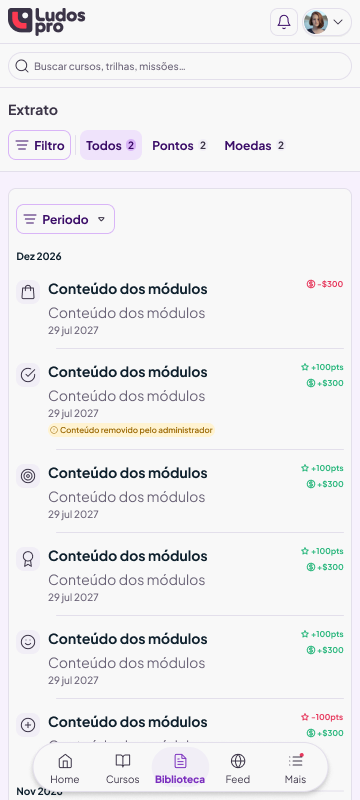 Ludos
pro
Buscar cursos, trilhas, missões...
Extrato
Filtro
Todos 2
Pontos 2
Moedas 2
Periodo
Dez 2026
Conteúdo dos módulos
-$300
Conteúdo dos módulos
29 jul 2027
Conteúdo dos módulos
+100pts
Conteúdo dos módulos
+$300
29 jul 2027
Conteúdo removido pelo administrador
Conteúdo dos módulos
+100pts
Conteúdo dos módulos
+$300
29 jul 2027
Conteúdo dos módulos
+100pts
Conteúdo dos módulos
+$300
29 jul 2027
Conteúdo dos módulos
+100pts
Conteúdo dos módulos
+$300
29 jul 2027
Conteúdo dos módulos
-100pts
+$300
Home
Cursos
Biblioteca
Feed
Mais
Nov 2026